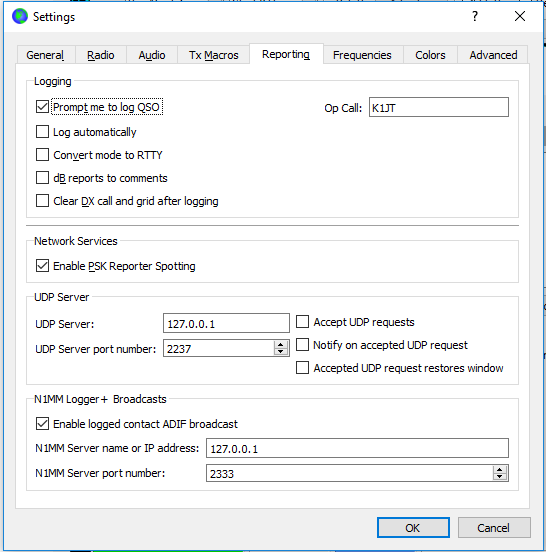 Settings
General Radio Audio Tx Macros Reporting Frequencies Colors Advanced
Logging
Prompt me to log QSO Op Call: K1JT
Log automatically
Convert mode to RTTY
dB reports to comments
Clear DX call and grid after logging
Network Services
Enable PSK Reporter Spotting
UDP Server
UDP Server: 127.0.0.1 Accept UDP requests
Notify on accepted UDP request
UDP Server port number: 2237
Accepted UDP request restores window
N1MM Logger+ Broadcasts
Enable logged contact ADIF broadcast
N1MM Server name or IP address: 127.0.0.1
N1MM Server port number: 2333
OK Cancel